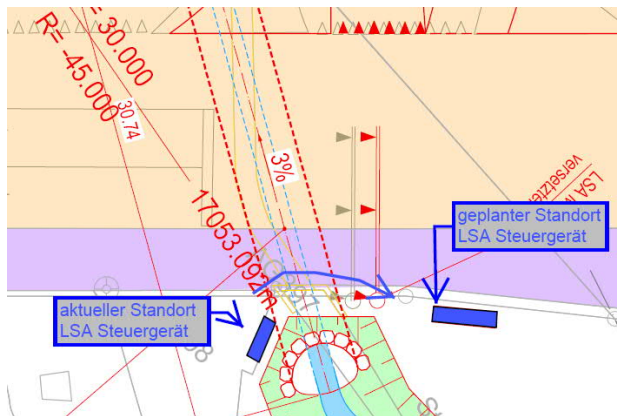 = 30.000
R= -45.000
30.74
3%
17053.092m
LSA
versetzte
geplanter Standort
LSA Steuergerät
aktueller Standort
LSA Steuergerät